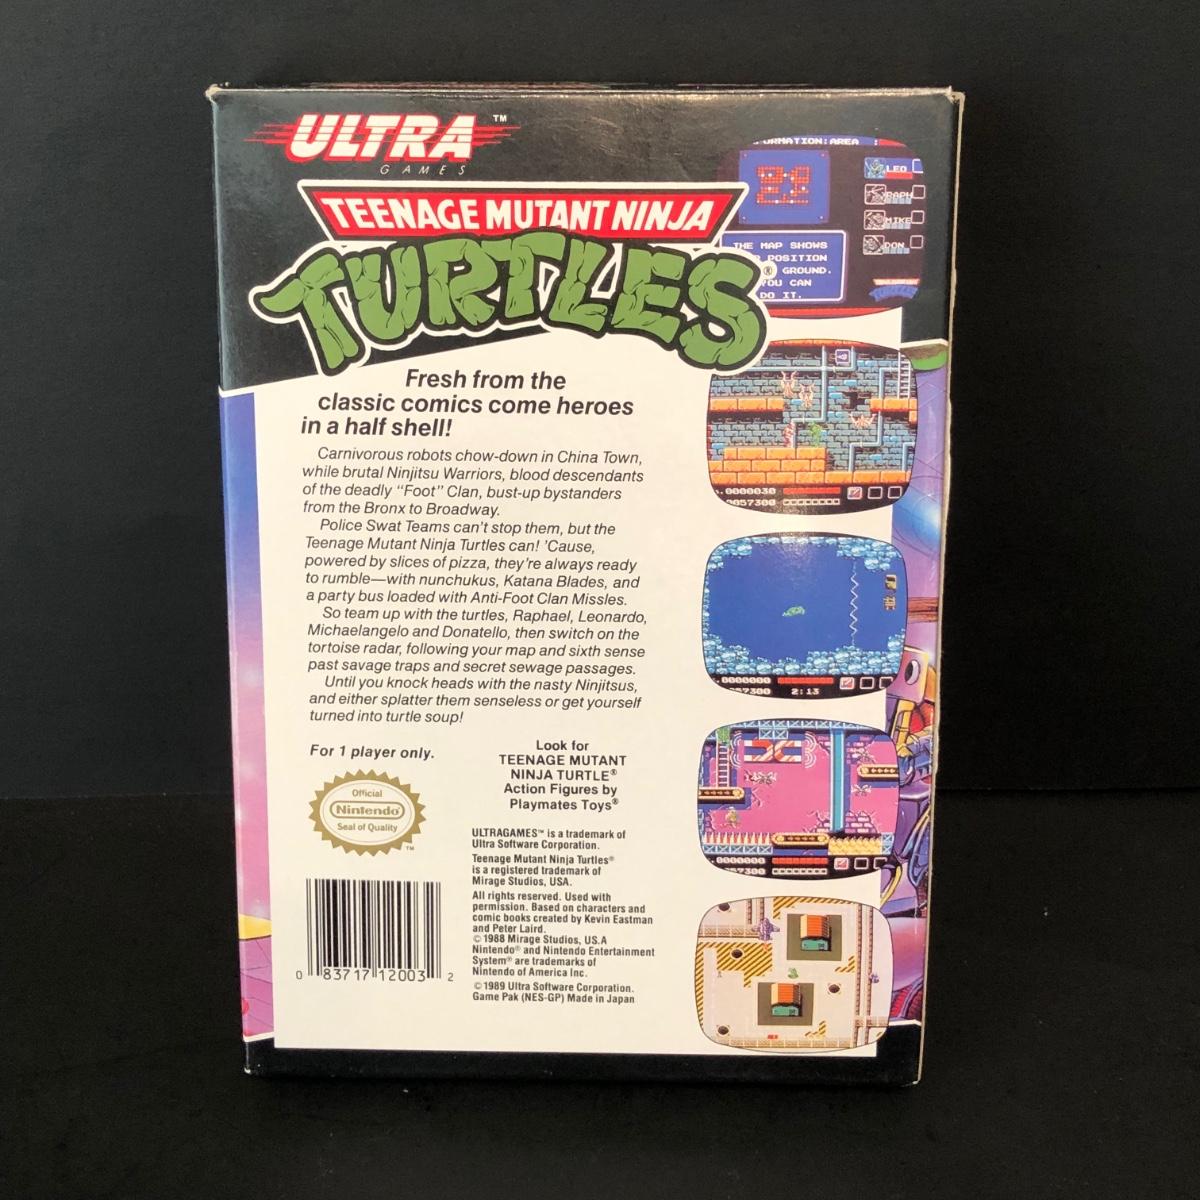 ULTRA™
GAMES
TEENAGE MUTANT NINJA
TURTLES®
Fresh from the
classic comics come heroes
in a half shell!
Carnivorous robots chow-down in China Town,
while brutal Ninjitsu Warriors, blood descendants
of the deadly "Foot" Clan, bust-up bystanders
from the Bronx to Broadway.
Police Swat Teams can't stop them, but the
Teenage Mutant Ninja Turtles can! 'Cause,
powered by slices of pizza, they're always ready
to rumble—with nunchukus, Katana Blades, and
a party bus loaded with Anti-Foot Clan Missles.
So team up with the turtles, Raphael, Leonardo,
Michaelangelo and Donatello, then switch on the
tortoise radar, following your map and sixth sense
past savage traps and secret sewage passages.
Until you knock heads with the nasty Ninjitsus,
and either splatter them senseless or get yourself
turned into turtle soup!
For 1 player only.
Official
Nintendo®
Seal of Quality
™
0 83717 12003 2
Look for
TEENAGE MUTANT
NINJA TURTLE®
Action Figures by
Playmates Toys®
ULTRAGAMES™ is a trademark of
Ultra Software Corporation.
Teenage Mutant Ninja Turtles®
is a registered trademark of
Mirage Studios, USA.
All rights reserved. Used with
permission. Based on characters and
comic books created by Kevin Eastman
and Peter Laird.
© 1988 Mirage Studios, U.S.A
Nintendo® and Nintendo Entertainment
System® are trademarks of
Nintendo of America Inc.
© 1989 Ultra Software Corporation.
Game Pak (NES-GP) Made in Japan
ORMATION:AREA
LEO
RAPH
MIKE
DON
THE MAP SHOWS
POSITION
GROUND.
YOU CAN
DO IT.
TURTLES
.0000030
057300
.0000000
057300
2:13
.0000000
57300